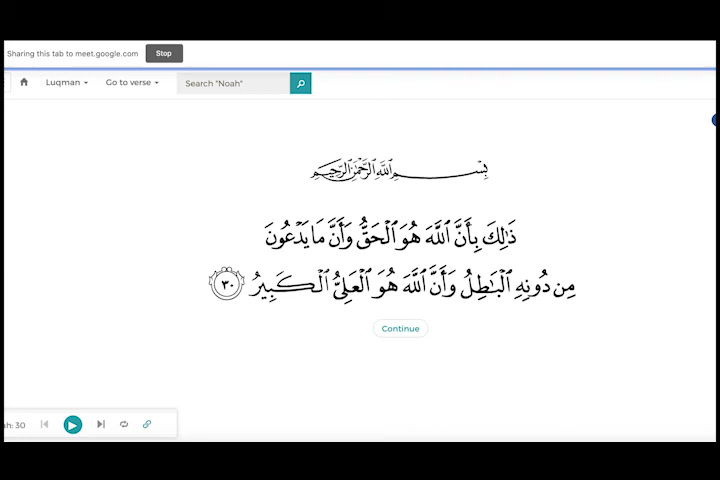 Sharing this tab to meet.google.com Stop
Luqman Go to verse Search "Noah"
بِسْمِ ٱللَّهِ ٱلرَّحْمَٰنِ ٱلرَّحِيمِ
ذَٰلِكَ بِأَنَّ ٱللَّهَ هُوَ ٱلْحَقُّ وَأَنَّ مَا يَدْعُونَ
مِن دُونِهِ ٱلْبَٰطِلُ وَأَنَّ ٱللَّهَ هُوَ ٱلْعَلِىُّ ٱلْكَبِيرُ ٣٠
Continue
ah: 30